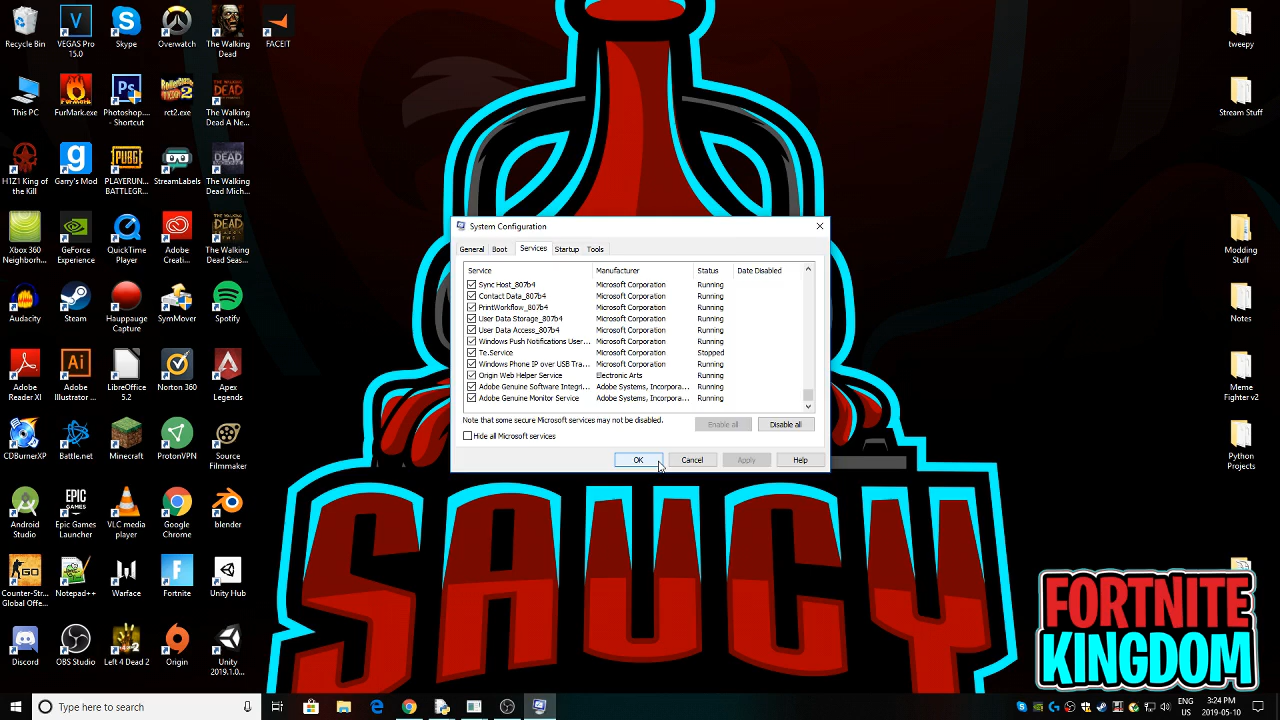 Recycle Bin
VEGAS Pro
15.0
Skype
Overwatch
The Walking
Dead
FACEIT
tweepy
This PC
FurMark.exe
Photoshop....
- Shortcut
rct2.exe
The Walking
Dead A Ne...
Stream Stuff
H1Z1 King of
the Kill
Garry's Mod
PLAYERUN...
BATTLEGR...
StreamLabels
The Walking
Dead Mich...
Xbox 360
Neighborh...
GeForce
Experience
QuickTime
Player
Adobe
Creati...
The Walking
Dead Seas...
Modding
Stuff
Audacity
Steam
Hauppauge
Capture
SymMover
Spotify
Notes
Adobe
Reader XI
Adobe
Illustrator ...
LibreOffice
5.2
Norton 360
Apex
Legends
Meme
Fighter v2
CDBurnerXP
Battle.net
Minecraft
ProtonVPN
Source
Filmmaker
Python
Projects
Android
Studio
Epic Games
Launcher
VLC media
player
Google
Chrome
blender
Counter-Str...
Global Offe...
Notepad++
Warface
Fortnite
Unity Hub
Discord
OBS Studio
Left 4 Dead 2
Origin
Unity
2019.1.0...
System Configuration
General Boot Services Startup Tools
Service Manufacturer Status Date Disabled
Sync Host_807b4 Microsoft Corporation Running
Contact Data_807b4 Microsoft Corporation Running
PrintWorkflow_807b4 Microsoft Corporation Running
User Data Storage_807b4 Microsoft Corporation Running
User Data Access_807b4 Microsoft Corporation Running
Windows Push Notifications User... Microsoft Corporation Running
Te.Service Microsoft Corporation Stopped
Windows Phone IP over USB Tra... Microsoft Corporation Running
Origin Web Helper Service Electronic Arts Running
Adobe Genuine Software Integri... Adobe Systems, Incorpora... Running
Adobe Genuine Monitor Service Adobe Systems, Incorpora... Running
Note that some secure Microsoft services may not be disabled.
Enable all Disable all
Hide all Microsoft services
OK Cancel Apply Help
SAUCY
FORTNITE
KINGDOM
Type here to search
ENG
US
3:24 PM
2019-05-10